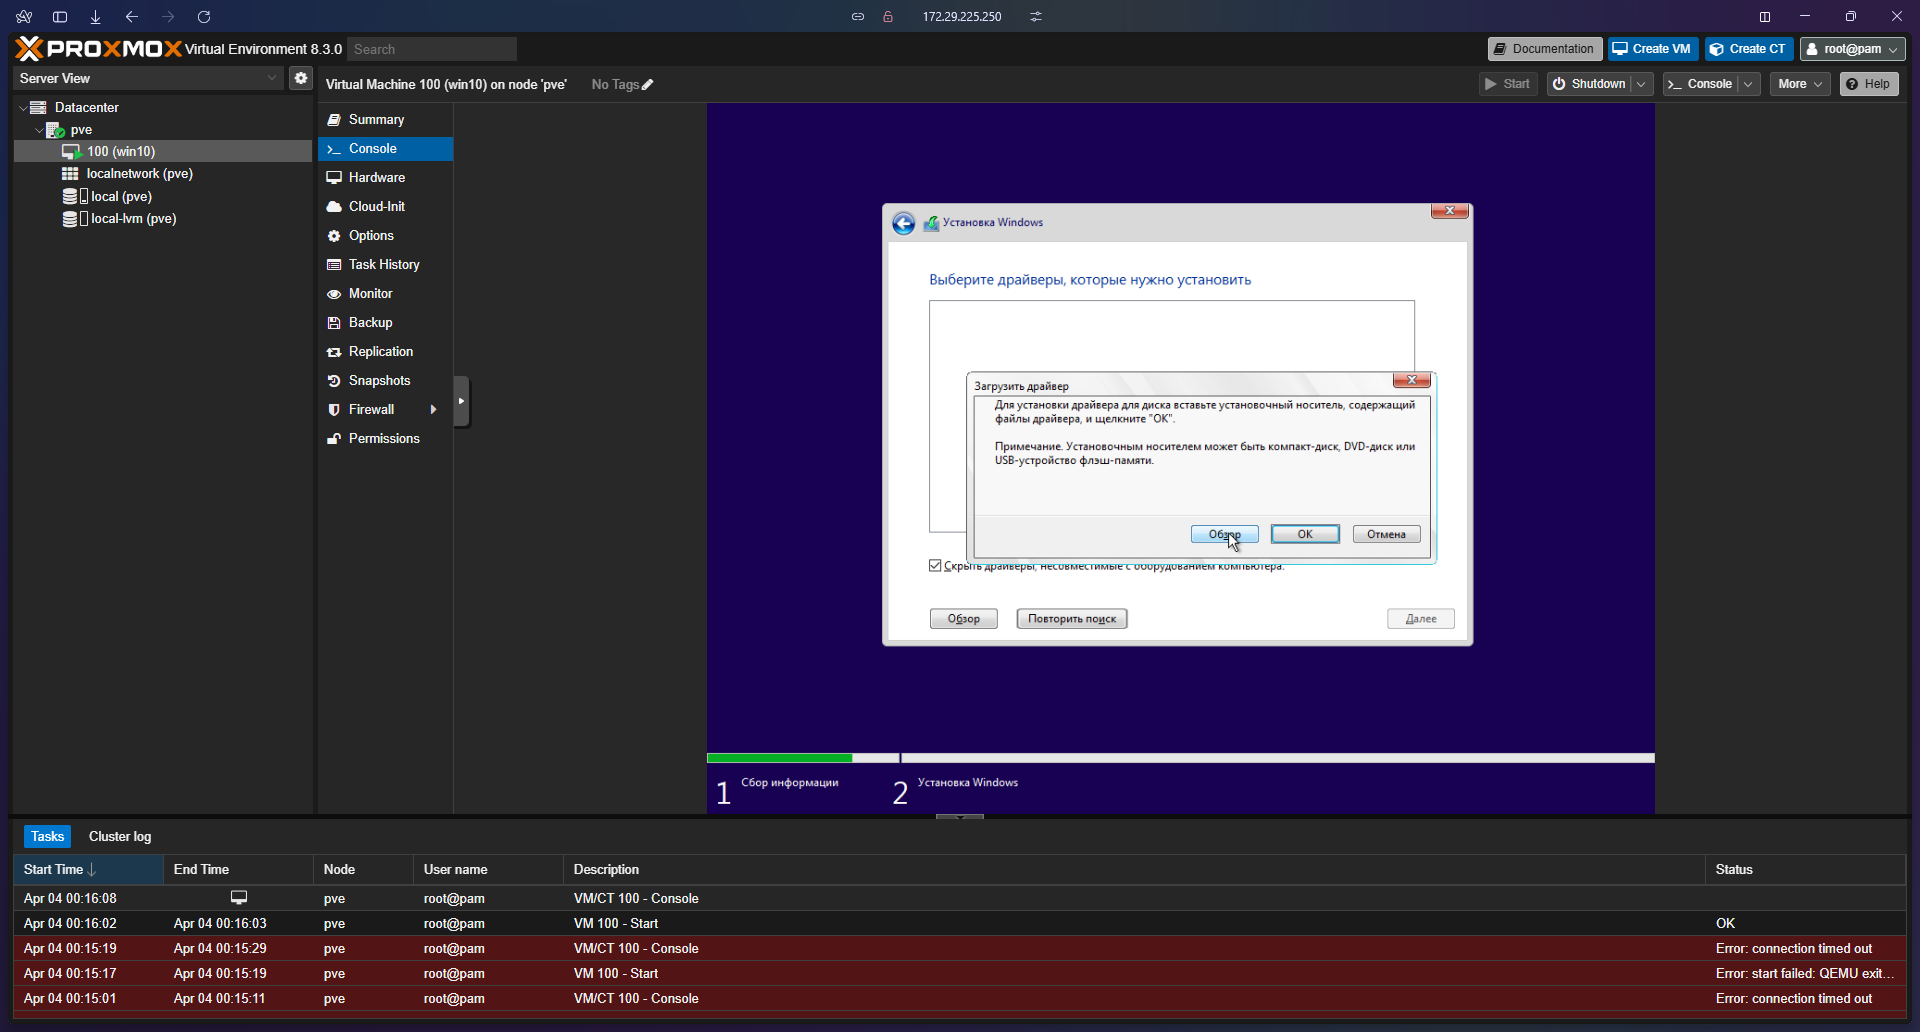 172.29.225.250
PROXMOX Virtual Environment 8.3.0 Search
Documentation Create VM Create CT root@pam
Server View
Virtual Machine 100 (win10) on node 'pve' No Tags
Start Shutdown Console More Help
Datacenter
pve
100 (win10)
localnetwork (pve)
local (pve)
local-lvm (pve)
Summary
Console
Hardware
Cloud-Init
Options
Task History
Monitor
Backup
Replication
Snapshots
Firewall
Permissions
Установка Windows
Выберите драйверы, которые нужно установить
Загрузить драйвер
Для установки драйвера для диска вставьте установочный носитель, содержащий
файлы драйвера, и щелкните "ОК".
Примечание. Установочным носителем может быть компакт-диск, DVD-диск или
USB-устройство флэш-памяти.
Обзор ОК Отмена
Скрыть драйверы, несовместимые с оборудованием компьютера.
Обзор Повторить поиск Далее
1 Сбор информации 2 Установка Windows
Tasks Cluster log
Start Time End Time Node User name Description Status
Apr 04 00:16:08 pve root@pam VM/CT 100 - Console
Apr 04 00:16:02 Apr 04 00:16:03 pve root@pam VM 100 - Start OK
Apr 04 00:15:19 Apr 04 00:15:29 pve root@pam VM/CT 100 - Console Error: connection timed out
Apr 04 00:15:17 Apr 04 00:15:19 pve root@pam VM 100 - Start Error: start failed: QEMU exit...
Apr 04 00:15:01 Apr 04 00:15:11 pve root@pam VM/CT 100 - Console Error: connection timed out